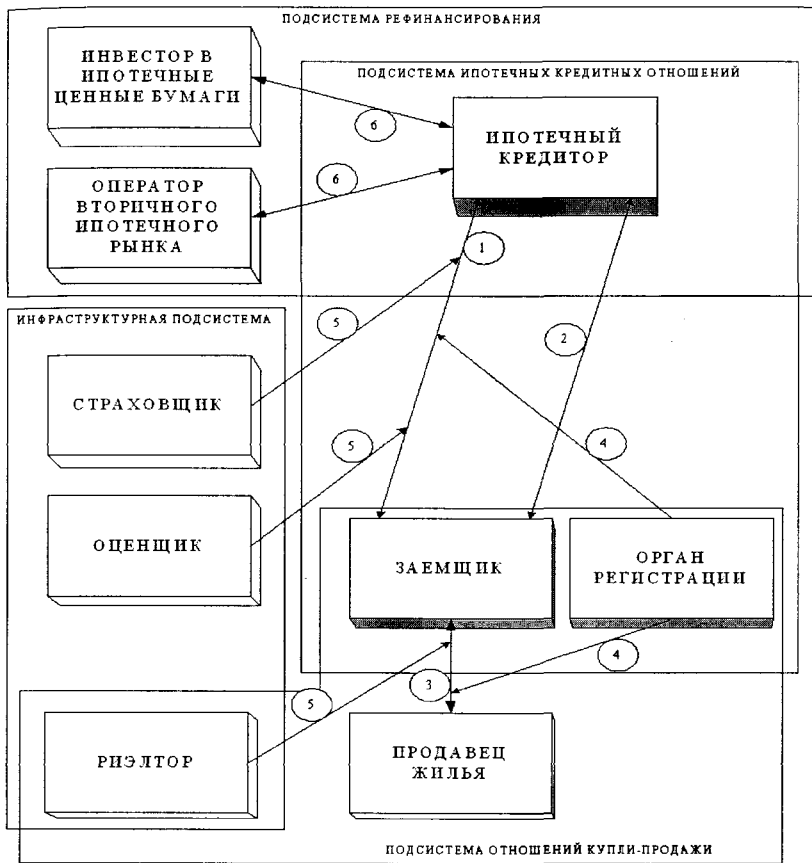 ПОДСИСТЕМА РЕФИНАНСИРОВАНИЯ
ИНВЕСТОР В
ИПОТЕЧНЫЕ
ЦЕННЫЕ БУМАГИ
ПОДСИСТЕМА ИПОТЕЧНЫХ КРЕДИТНЫХ ОТНОШЕНИЙ
6
ИПОТЕЧНЫЙ
КРЕДИТОР
ОПЕРАТОР
ВТОРИЧНОГО
ИПОТЕЧНОГО
РЫНКА
6
1
ИНФРАСТРУКТУРНАЯ ПОДСИСТЕМА
5
2
СТРАХОВЩИК
5
4
ОЦЕНЩИК
ЗАЕМЩИК
ОРГАН
РЕГИСТРАЦИИ
4
3
5
РИЭЛТОР
ПРОДАВЕЦ
ЖИЛЬЯ
ПОДСИСТЕМА ОТНОШЕНИЙ КУПЛИ-ПРОДАЖИ